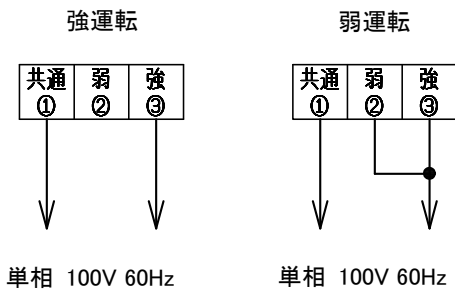 強運転
弱運転
共通 弱 強
① ② ③
共通 弱 強
① ② ③
単相 100V 60Hz
単相 100V 60Hz